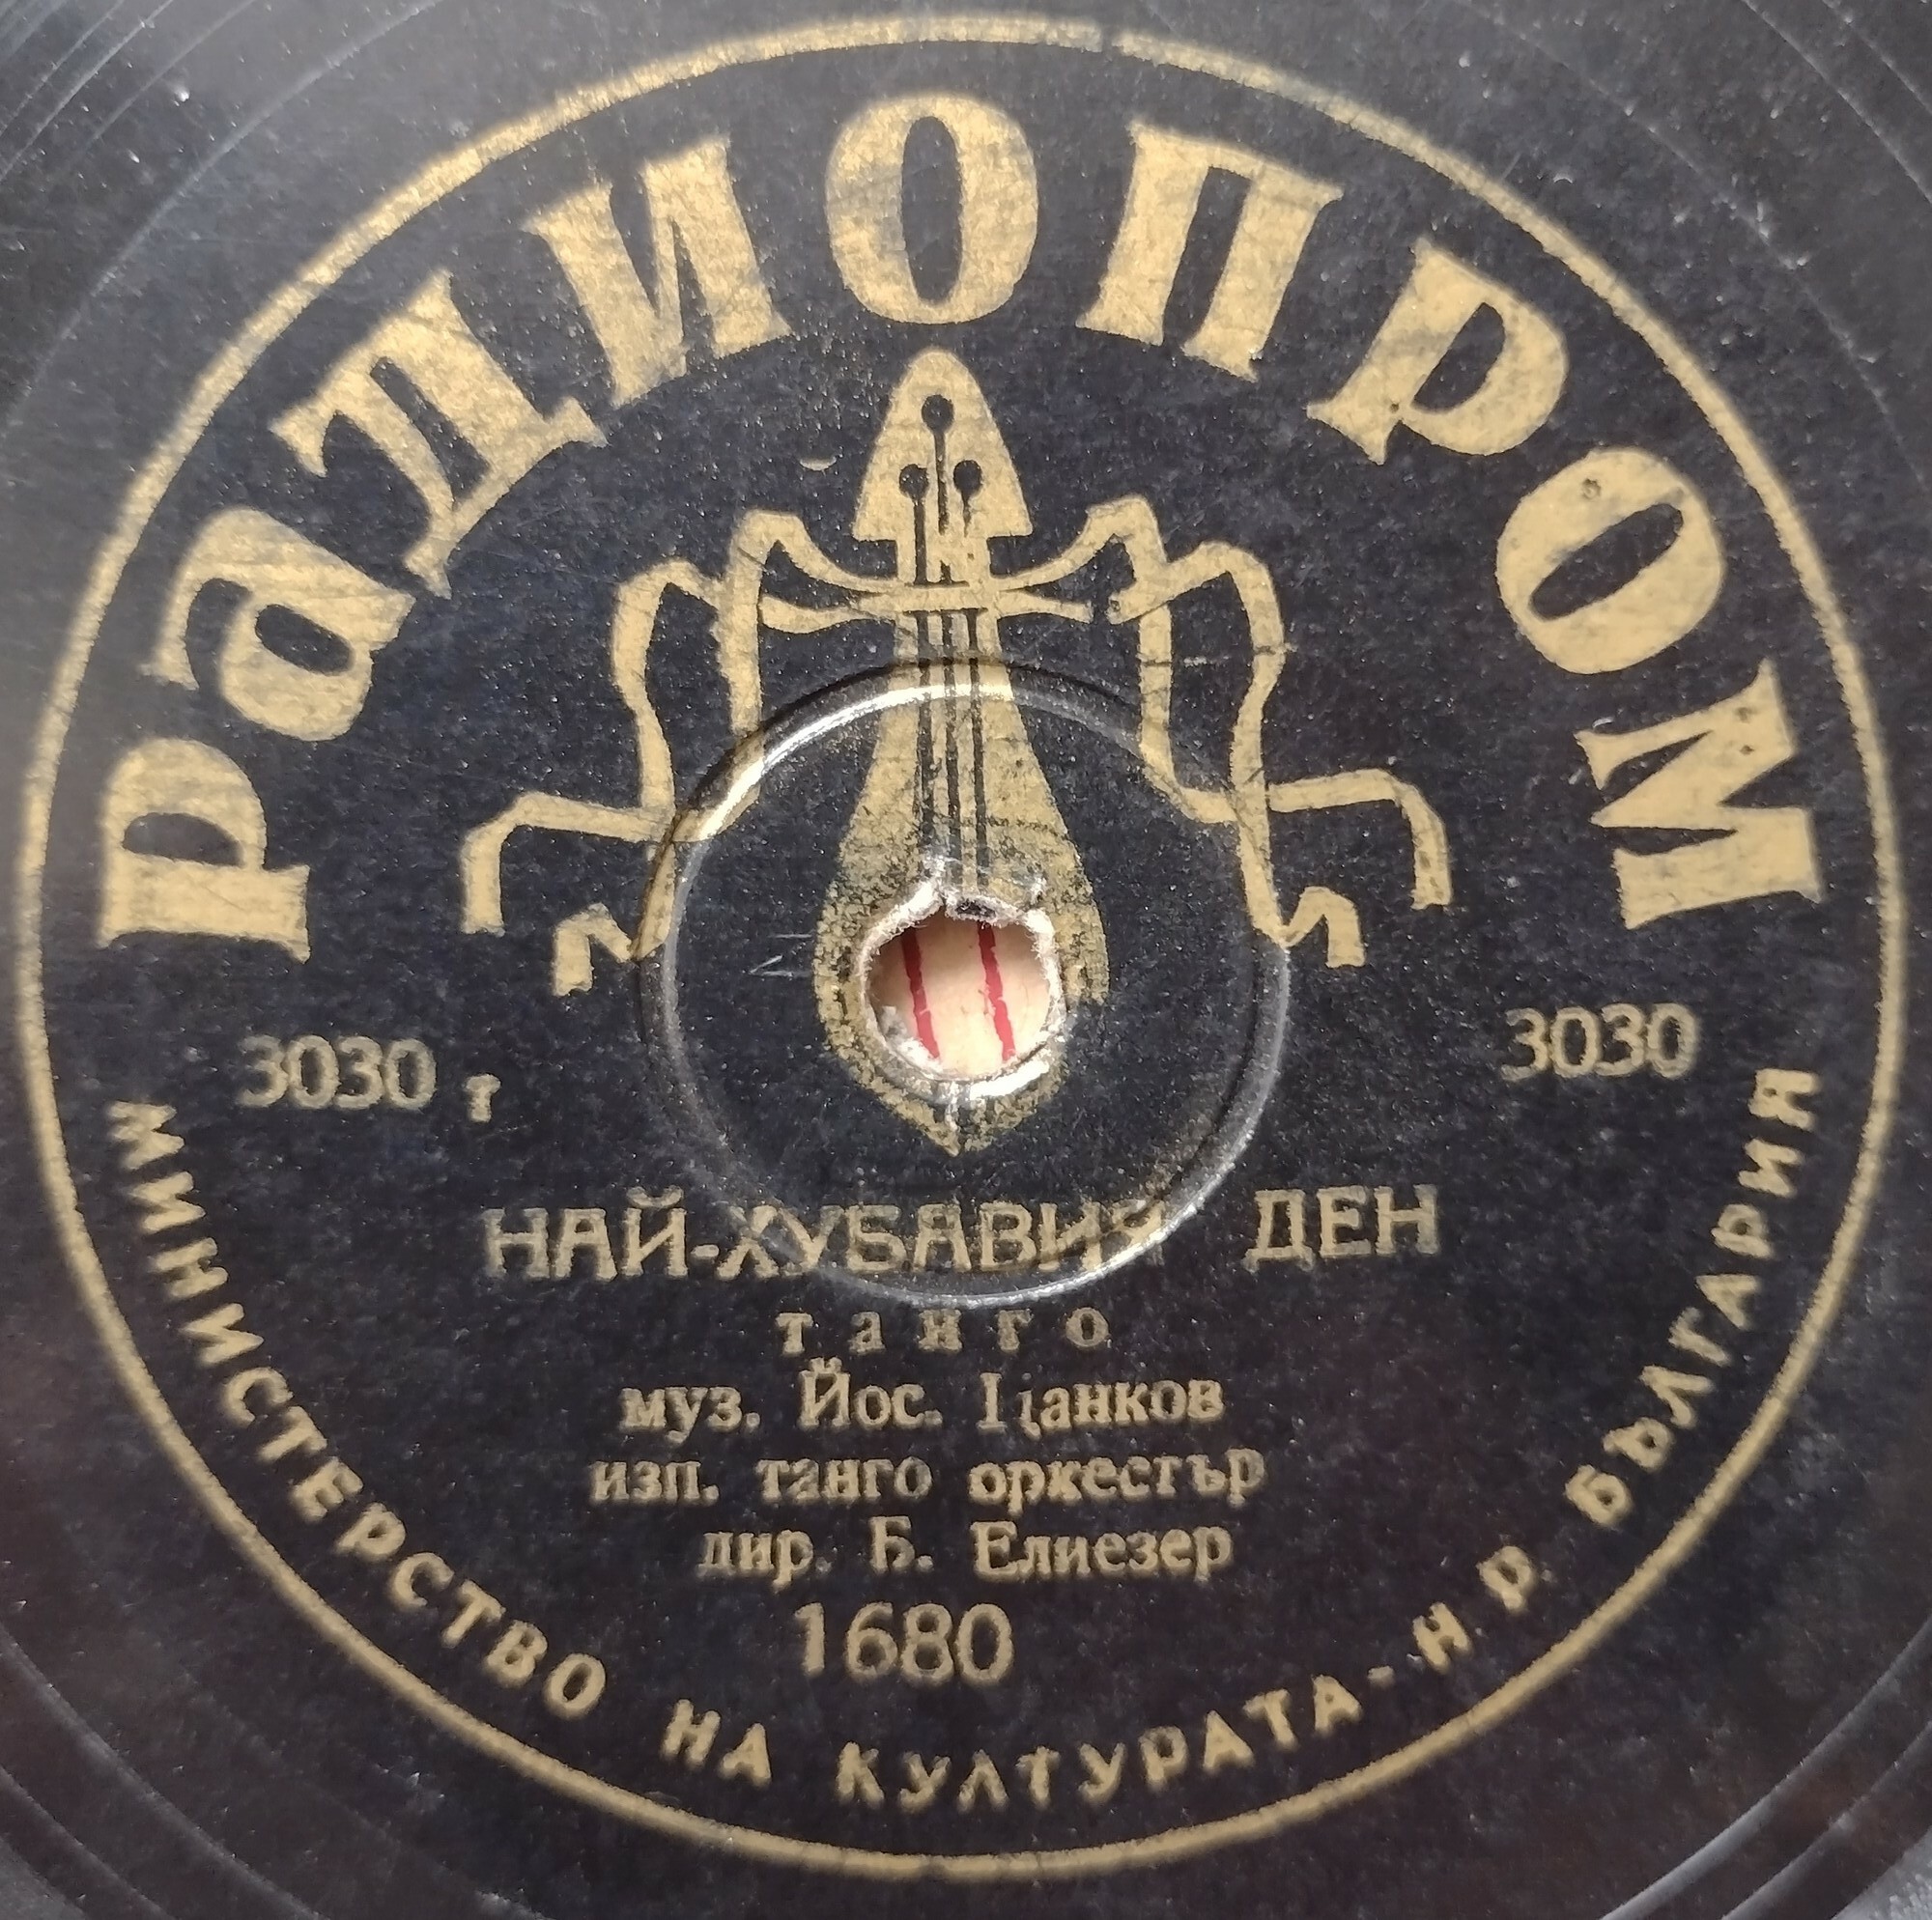 РАДИОПРОМ
3030 т
3030
НАЙ-ХУБАВИЯ ДЕН
танго
муз. Йос. Цанков
изп. танго оркестър
дир. Б. Елиезер
1680
МИНИСТЕРСТВО НА КУЛТУРАТА - Н. Р. БЪЛГАРИЯ